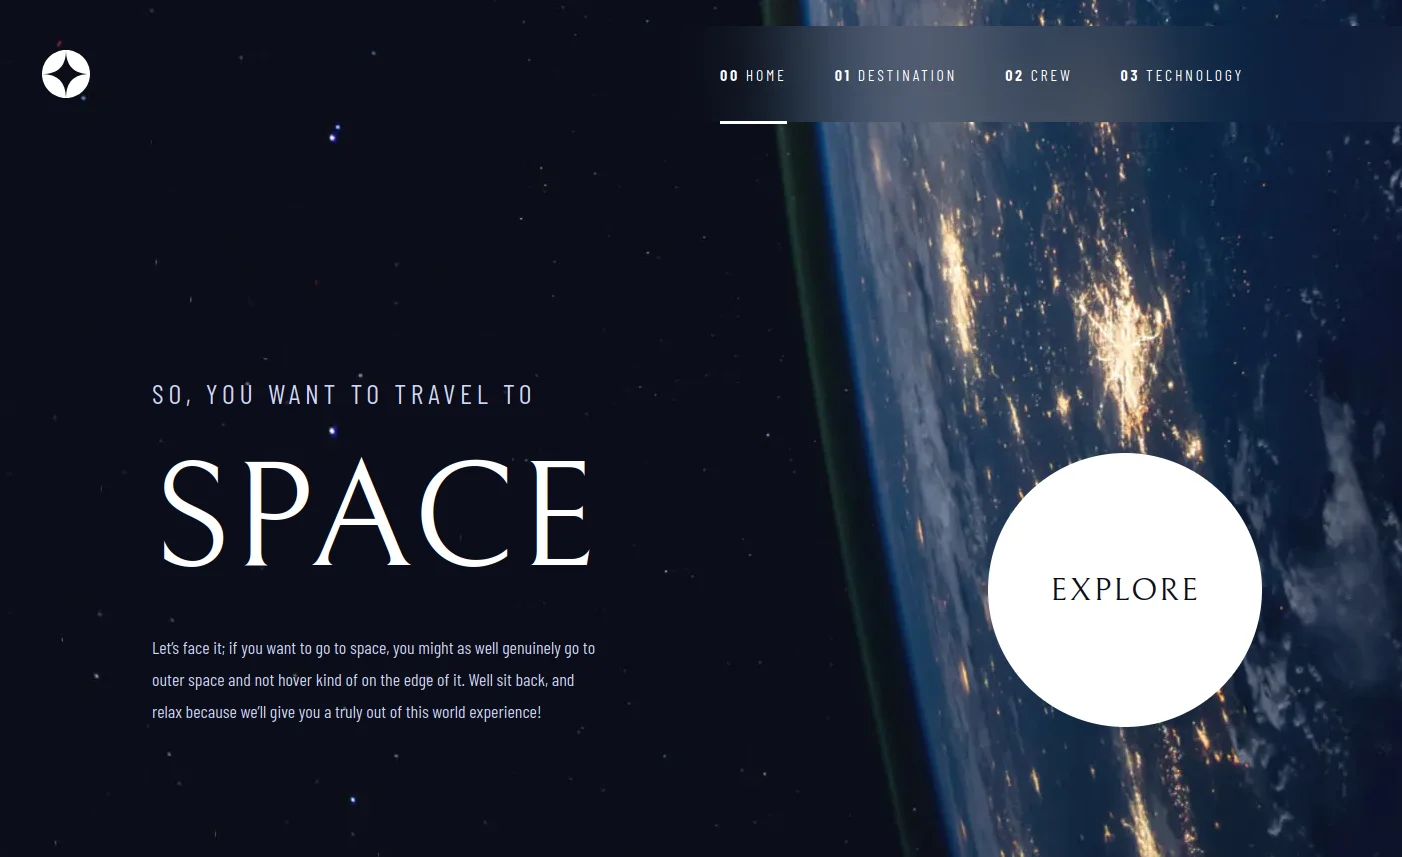 00 HOME 01 DESTINATION 02 CREW 03 TECHNOLOGY
SO, YOU WANT TO TRAVEL TO
SPACE
Let's face it; if you want to go to space, you might as well genuinely go to
outer space and not hover kind of on the edge of it. Well sit back, and
relax because we'll give you a truly out of this world experience!
EXPLORE